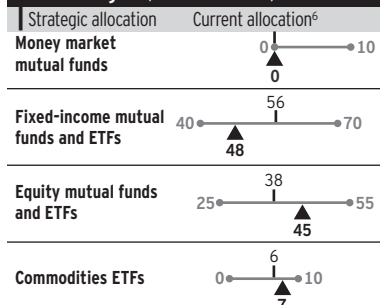 Strategic allocation Current allocation6
Money market
mutual funds
0 10
0
Fixed-income mutual
funds and ETFs
56
40 70
48
Equity mutual funds
and ETFs
38
25 55
45
Commodities ETFs
6
0 10
7